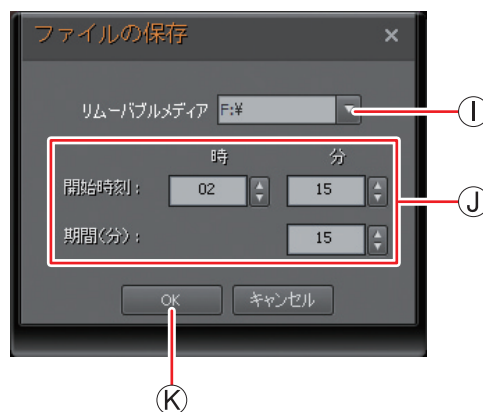 ファイルの保存 ×
リムーバブルメディア F:¥
Ⓘ
時 分
開始時刻： 02 15
Ⓙ
期間(分)： 15
OK キャンセル
Ⓚ